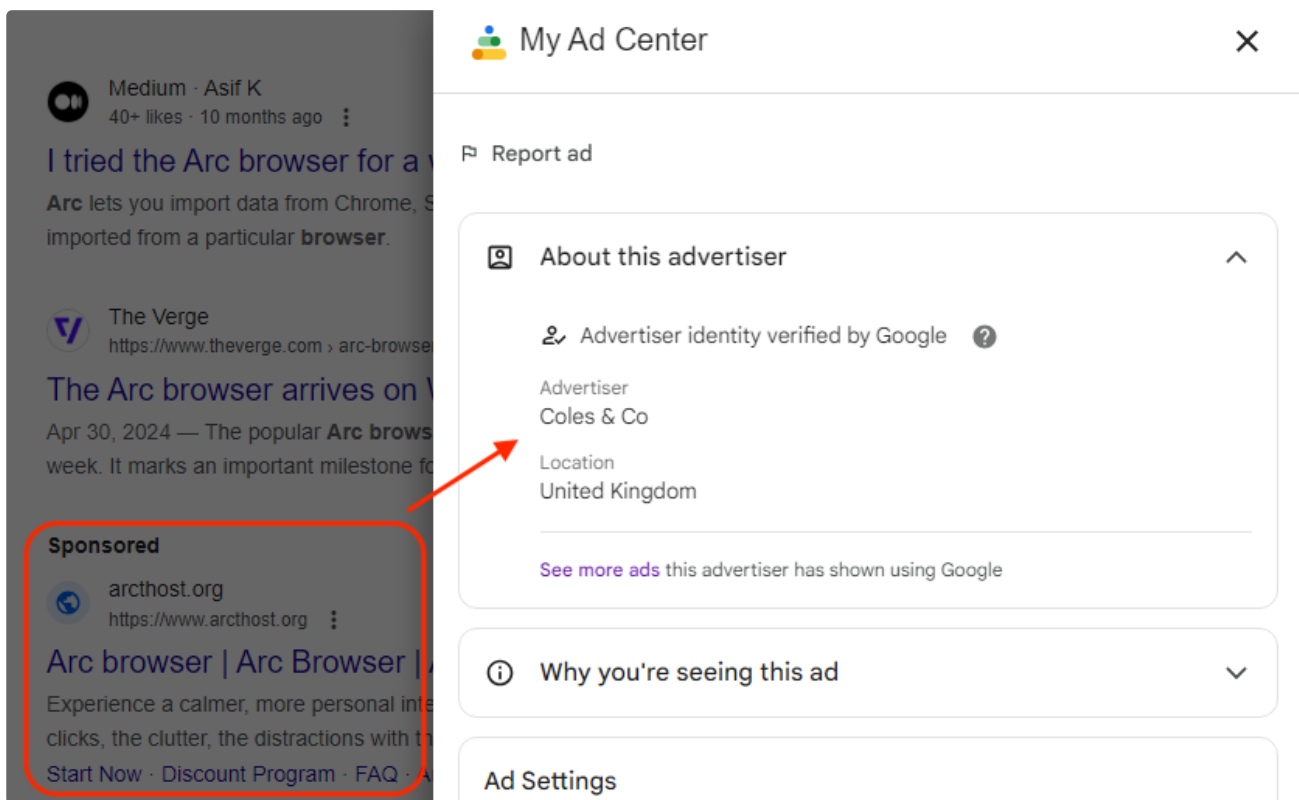 My Ad Center
Report ad
About this advertiser
Advertiser identity verified by Google
Advertiser
Coles & Co
Location
United Kingdom
See more ads this advertiser has shown using Google
Why you're seeing this ad
Ad Settings
Medium · Asif K
40+ likes · 10 months ago
I tried the Arc browser for a
Arc lets you import data from Chrome,
imported from a particular browser.
The Verge
https://www.theverge.com › arc-browser
The Arc browser arrives on
Apr 30, 2024 — The popular Arc brows
week. It marks an important milestone fo
Sponsored
arcthost.org
https://www.arcthost.org
Arc browser | Arc Browser |
Experience a calmer, more personal inte
clicks, the clutter, the distractions with th
Start Now · Discount Program · FAQ ·